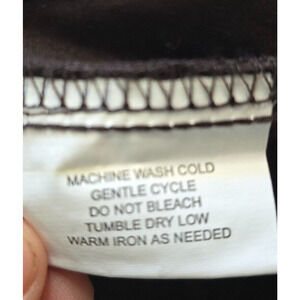 MACHINE WASH COLD
GENTLE CYCLE
DO NOT BLEACH
TUMBLE DRY LOW
WARM IRON AS NEEDED